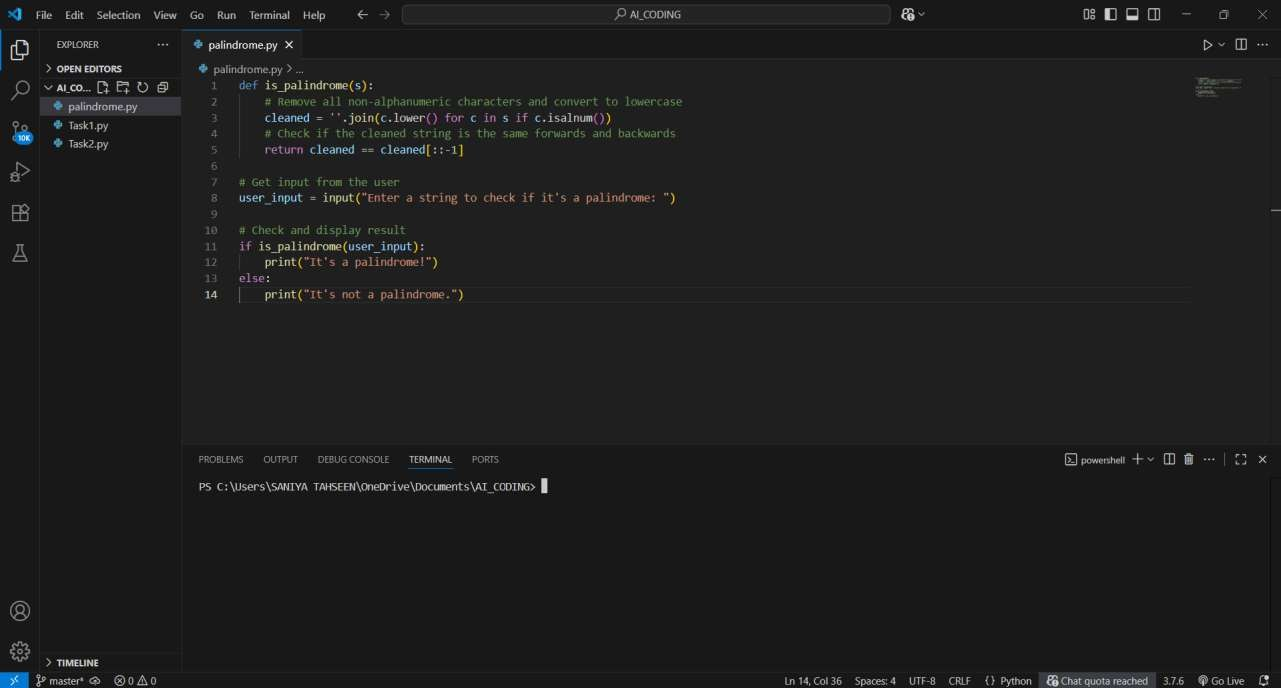 File Edit Selection View Go Run Terminal Help
AI_CODING
EXPLORER
OPEN EDITORS
AI_CO...
palindrome.py
Task1.py
Task2.py
10K
TIMELINE
palindrome.py
palindrome.py > ...
1 def is_palindrome(s):
2 # Remove all non-alphanumeric characters and convert to lowercase
3 cleaned = ''.join(c.lower() for c in s if c.isalnum())
4 # Check if the cleaned string is the same forwards and backwards
5 return cleaned == cleaned[::-1]
6
7 # Get input from the user
8 user_input = input("Enter a string to check if it's a palindrome: ")
9
10 # Check and display result
11 if is_palindrome(user_input):
12 print("It's a palindrome!")
13 else:
14 print("It's not a palindrome.")
PROBLEMS OUTPUT DEBUG CONSOLE TERMINAL PORTS
powershell
PS C:\Users\SANIYA TAHSEEN\OneDrive\Documents\AI_CODING>
master* 0 0 Ln 14, Col 36 Spaces: 4 UTF-8 CRLF {} Python Chat quota reached 3.7.6 Go Live